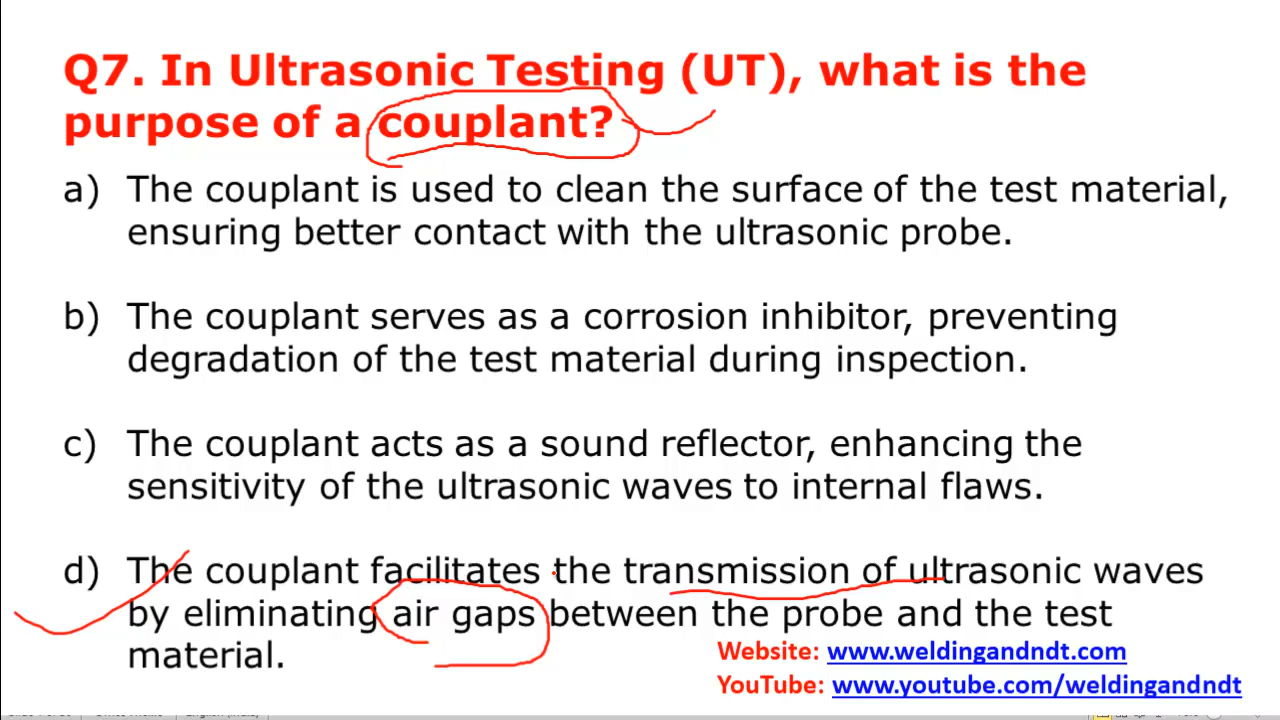 Q7. In Ultrasonic Testing (UT), what is the
purpose of a couplant?
a) The couplant is used to clean the surface of the test material,
ensuring better contact with the ultrasonic probe.
b) The couplant serves as a corrosion inhibitor, preventing
degradation of the test material during inspection.
c) The couplant acts as a sound reflector, enhancing the
sensitivity of the ultrasonic waves to internal flaws.
d) The couplant facilitates the transmission of ultrasonic waves
by eliminating air gaps between the probe and the test
material.
Website: www.weldingandndt.com
YouTube: www.youtube.com/weldingandndt